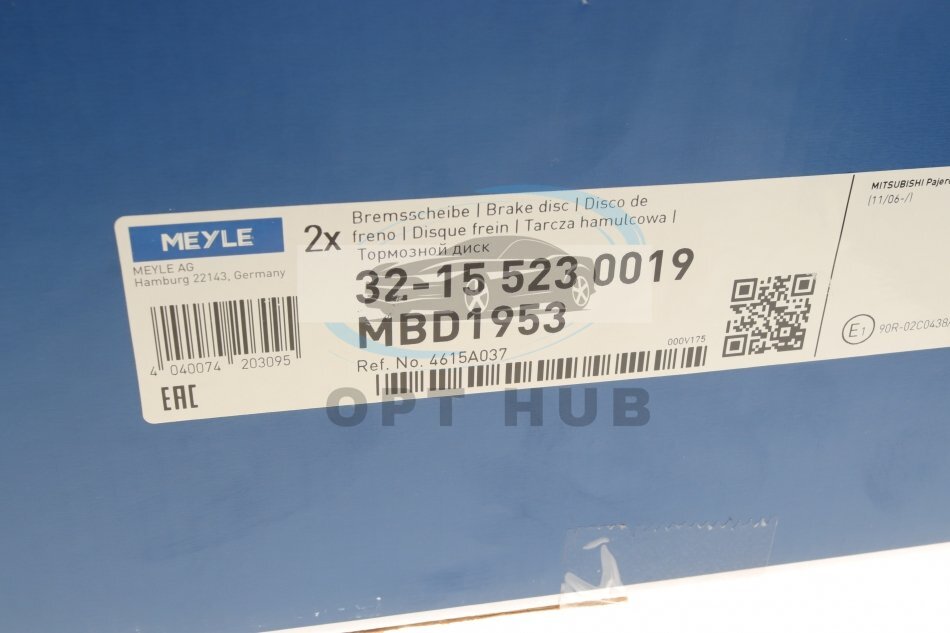 MEYLE
MEYLE AG
Hamburg 22143, Germany
4 040074 203095
EAC
2x
Bremsscheibe | Brake disc | Disco de
freno | Disque frein | Tarcza hamulcowa |
Тормозной диск
32-15 523 0019
MBD1953
Ref. No. 4615A037
000V175
MITSUBISHI
(11/06-/)
E1
OPT HUB